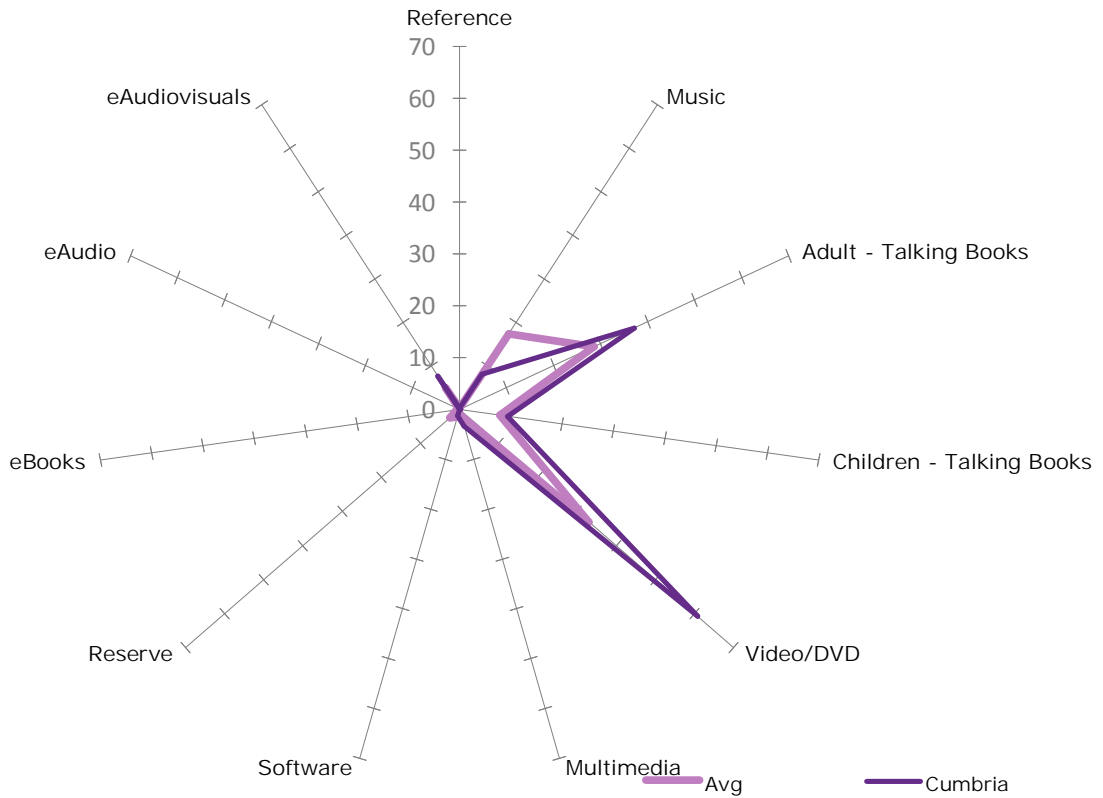 Reference
70
eAudiovisuals
Music
60
50
40
eAudio
Adult - Talking Books
30
20
10
0
eBooks
Children - Talking Books
Reserve
Video/DVD
Software
Multimedia
Avg
Cumbria